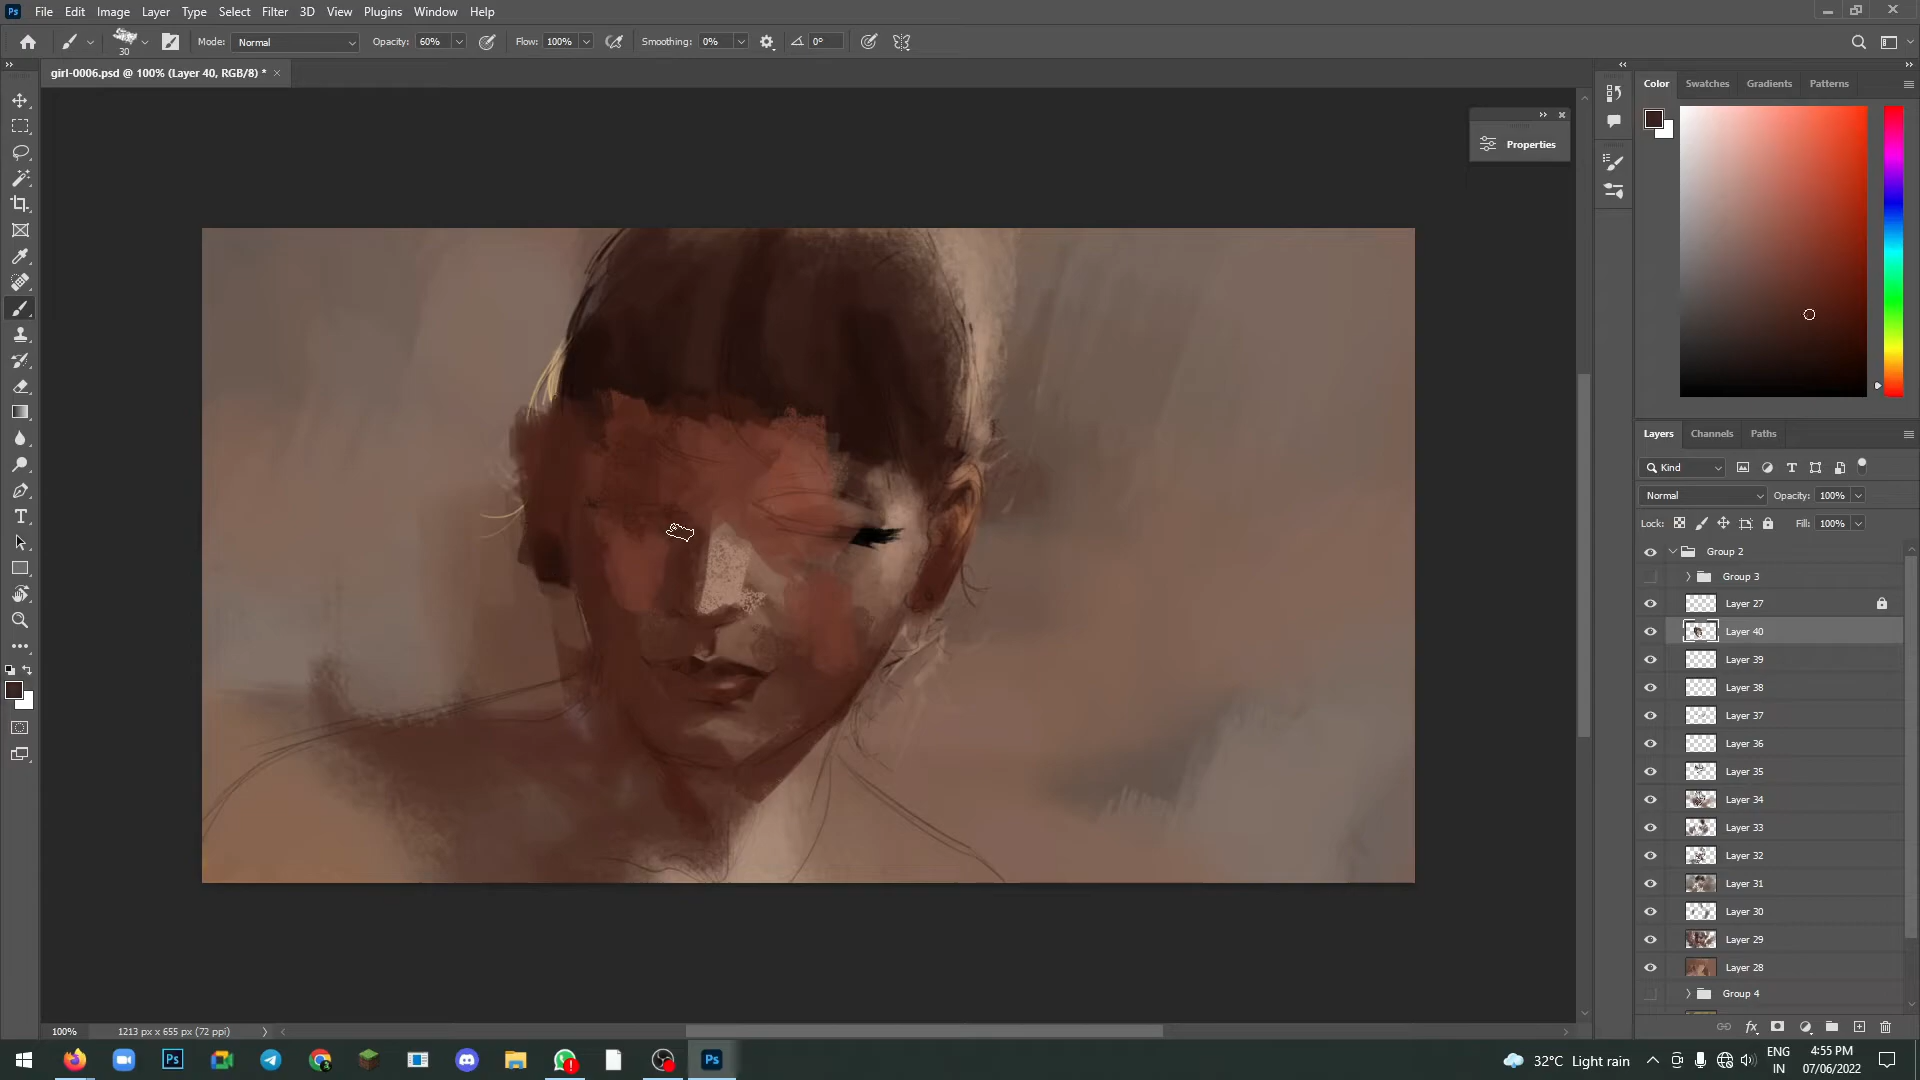 Ps File Edit Image Layer Type Select Filter 3D View Plugins Window Help
30 Mode: Normal Opacity: 60% Flow: 100% Smoothing: 0% 0°
girl-0006.psd @ 100% (Layer 40, RGB/8) *
Properties
Color Swatches Gradients Patterns
Layers Channels Paths
Kind
Normal Opacity: 100%
Lock: Fill: 100%
Group 2
Group 3
Layer 27
Layer 40
Layer 39
Layer 38
Layer 37
Layer 36
Layer 35
Layer 34
Layer 33
Layer 32
Layer 31
Layer 30
Layer 29
Layer 28
Group 4
100% 1213 px x 655 px (72 ppi)
Ps Ps 32°C Light rain ENG IN 4:55 PM 07/06/2022